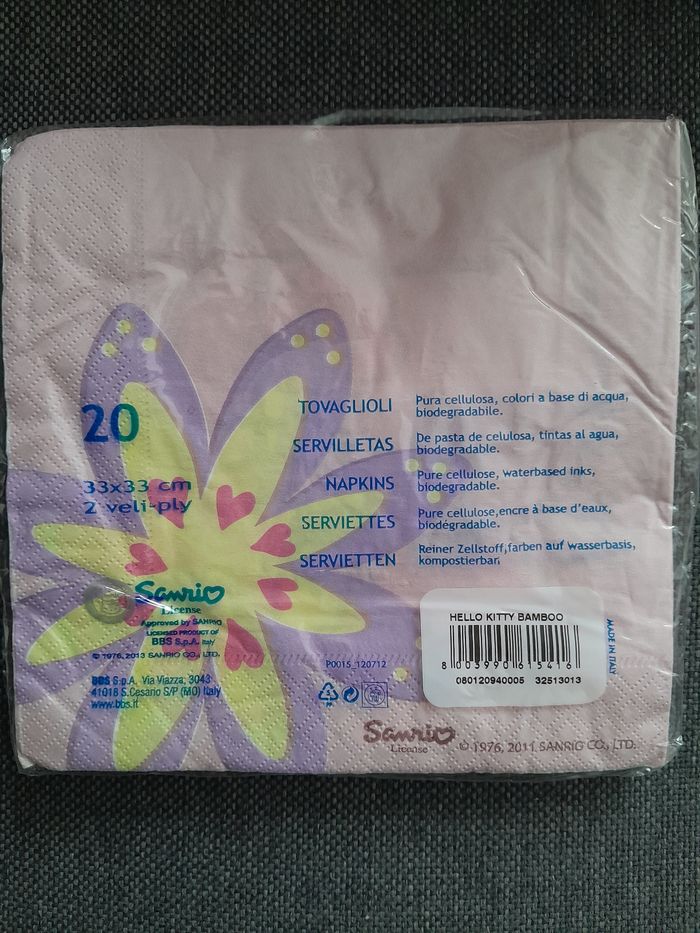 20
33x33 cm
2 veli-ply
TOVAGLIOLI
Pura cellulosa, colori a base di acqua,
biodegradabile.
SERVILLETAS
De pasta de celulosa, tintas al agua,
biodegradable.
NAPKINS
Pure cellulose, waterbased inks,
biodegradable.
SERVIETTES
Pure cellulose,encre à base d'eaux,
biodégradable.
SERVIETTEN
Reiner Zellstoff,farben auf wasserbasis,
kompostierbar.
Sanrio
License
Approved by SANRIO
LICENSED PRODUCT OF
BBS S.p.A. Italy
© 1976, 2013 SANRIO CO., LTD.
BBS S.p.A. Via Viazza, 3043
41018 S.Cesario S/P (MO) Italy
www.bbs.it
P0015_120712
HELLO KITTY BAMBOO
8 003990 615416
080120940005 32513013
MADE IN ITALY
Sanrio
License
© 1976, 2011 SANRIO CO., LTD.